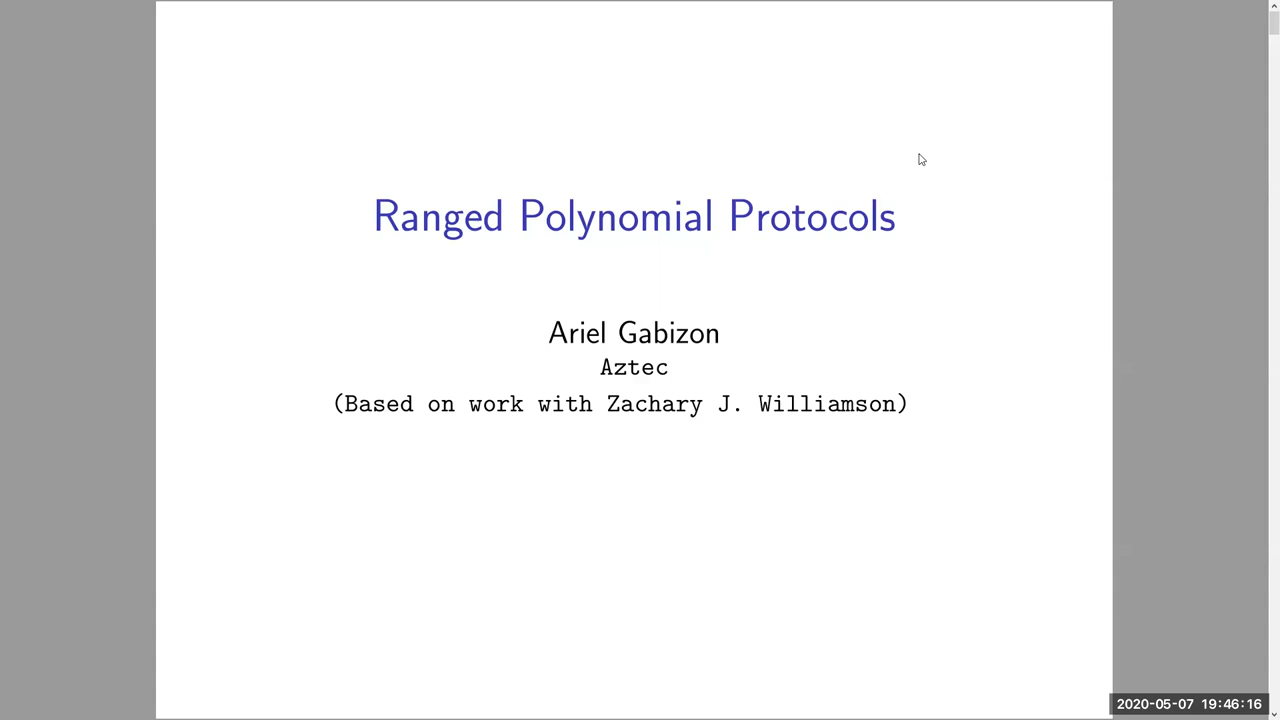 Ranged Polynomial Protocols
Ariel Gabizon
Aztec
(Based on work with Zachary J. Williamson)
2020-05-07 19:46:16